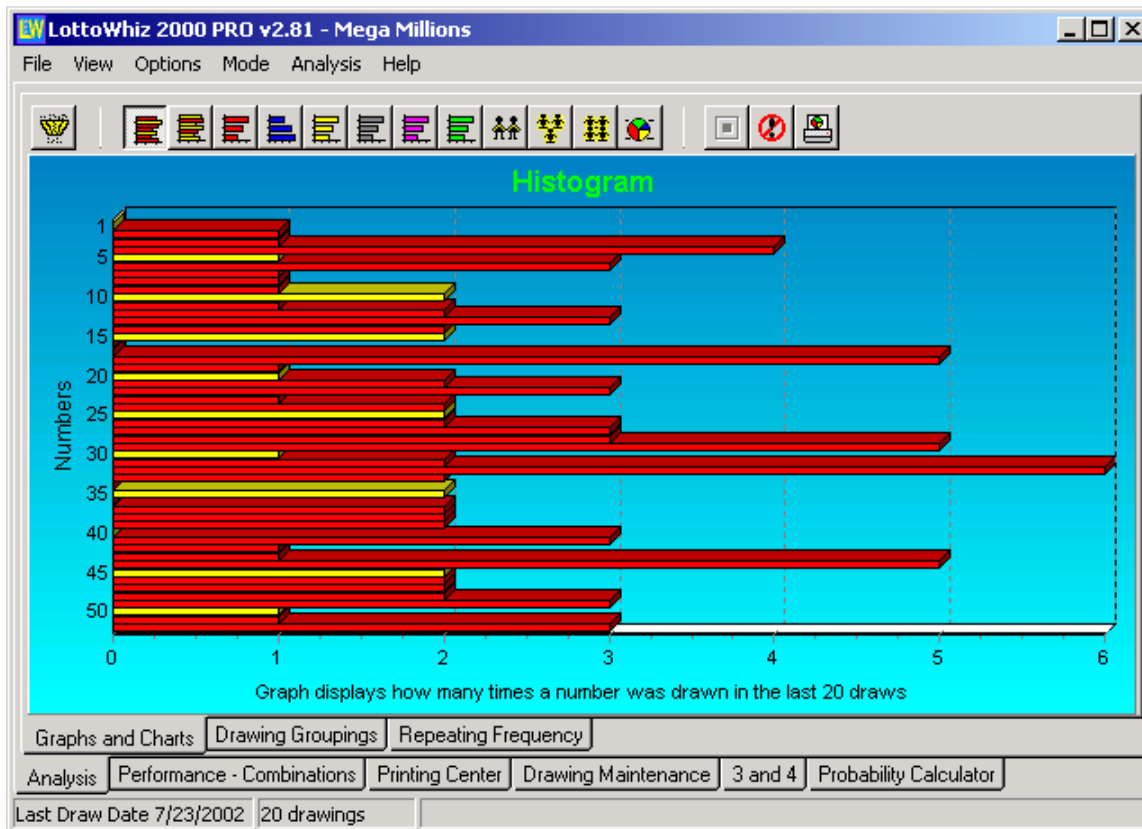 LottoWhiz 2000 PRO v2.81 - Mega Millions
File View Options Mode Analysis Help
Histogram
1
5
10
15
20
25
30
35
40
45
50
Numbers
0 1 2 3 4 5 6
Graph displays how many times a number was drawn in the last 20 draws
Graphs and Charts Drawing Groupings Repeating Frequency
Analysis Performance - Combinations Printing Center Drawing Maintenance 3 and 4 Probability Calculator
Last Draw Date 7/23/2002 20 drawings